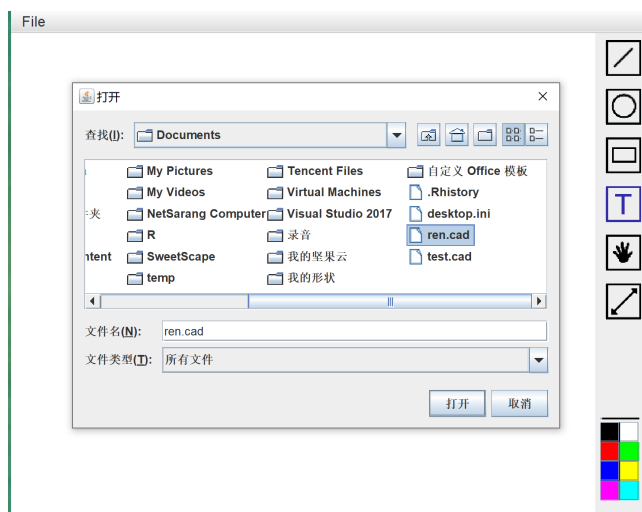 File
打开
查找(I): Documents
My Pictures Tencent Files 自定义 Office 模板
My Videos Virtual Machines .Rhistory
夹 NetSarang Computer Visual Studio 2017 desktop.ini
R 录音 ren.cad
ntent SweetScape 我的坚果云 test.cad
temp 我的形状
文件名(N): ren.cad
文件类型(T): 所有文件
打开 取消
T